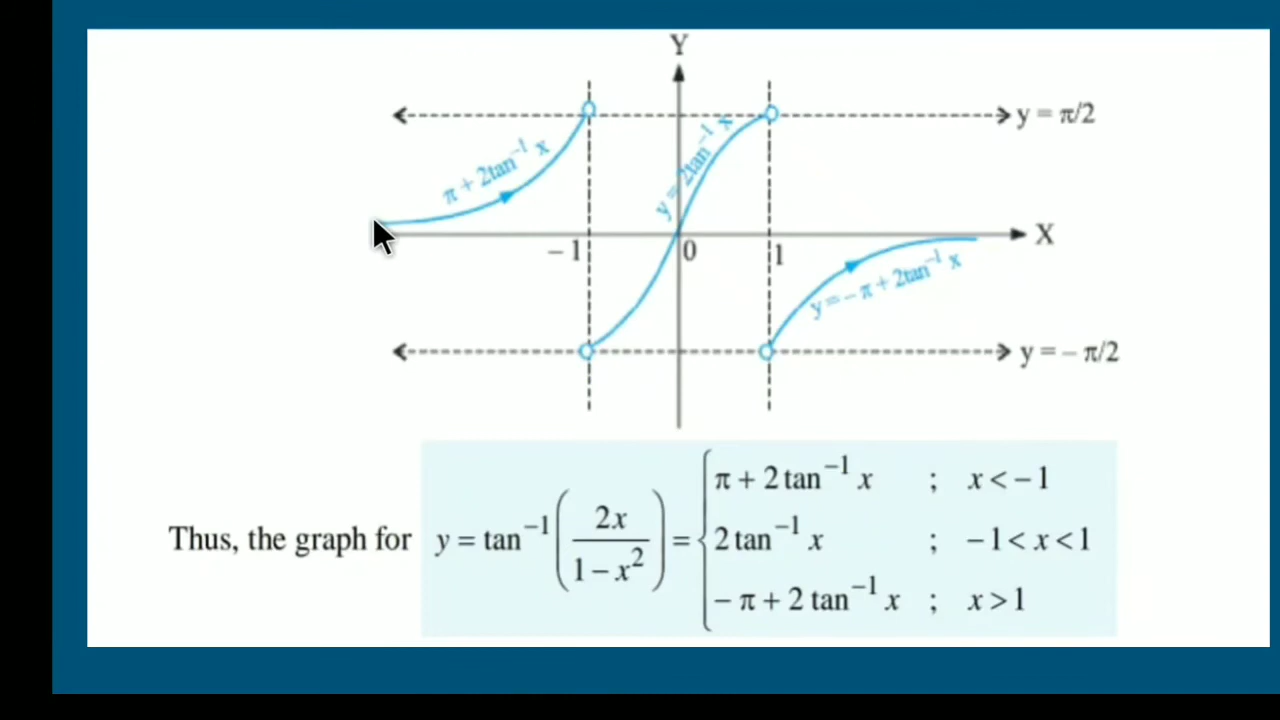 Y
y = π/2
π + 2tan⁻¹ x
y = 2tan⁻¹ x
X
– 1
0
1
y = – π + 2tan⁻¹ x
y = – π/2
Thus, the graph for y = tan⁻¹ (2x / 1 – x²) = { π + 2 tan⁻¹ x ; x < – 1
2 tan⁻¹ x ; – 1 < x < 1
– π + 2 tan⁻¹ x ; x > 1